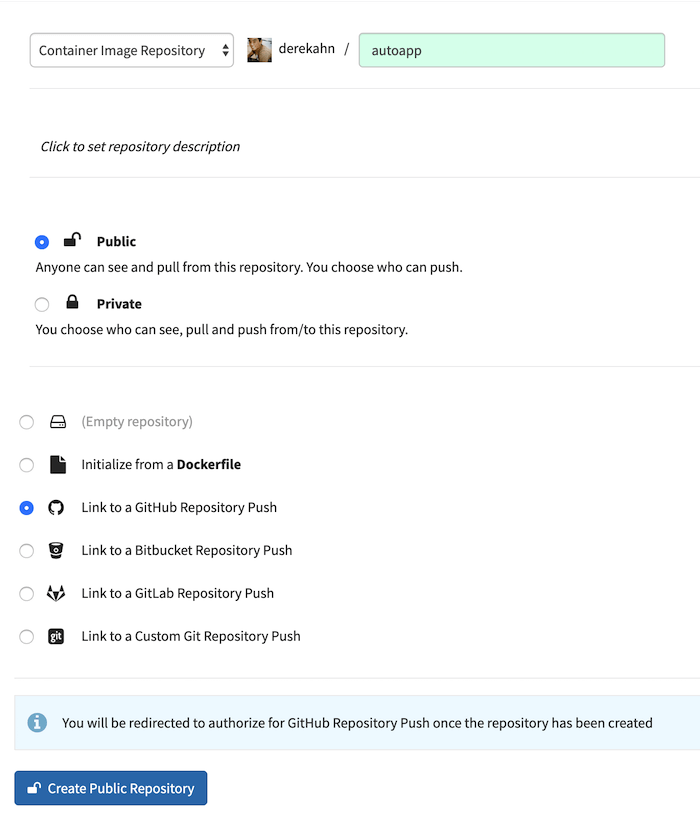 Container Image Repository derekahn / autoapp
Click to set repository description
Public
Anyone can see and pull from this repository. You choose who can push.
Private
You choose who can see, pull and push from/to this repository.
(Empty repository)
Initialize from a Dockerfile
Link to a GitHub Repository Push
Link to a Bitbucket Repository Push
Link to a GitLab Repository Push
git Link to a Custom Git Repository Push
You will be redirected to authorize for GitHub Repository Push once the repository has been created
Create Public Repository